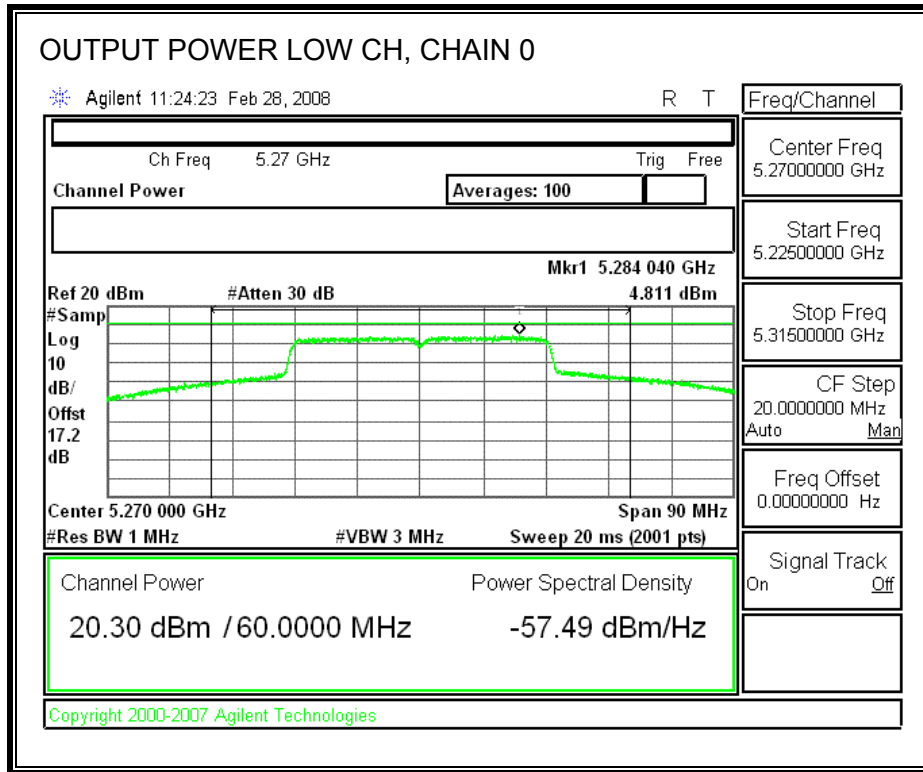 OUTPUT POWER LOW CH, CHAIN 0
Agilent 11:24:23 Feb 28, 2008 R T
Ch Freq 5.27 GHz Trig Free
Channel Power Averages: 100
Mkr1 5.284 040 GHz
Ref 20 dBm #Atten 30 dB 4.811 dBm
#Samp
Log
10
dB/
Offst
17.2
dB
1
Center 5.270 000 GHz Span 90 MHz
#Res BW 1 MHz #VBW 3 MHz Sweep 20 ms (2001 pts)
Channel Power Power Spectral Density
20.30 dBm / 60.0000 MHz -57.49 dBm/Hz
Copyright 2000-2007 Agilent Technologies
Freq/Channel
Center Freq
5.27000000 GHz
Start Freq
5.22500000 GHz
Stop Freq
5.31500000 GHz
CF Step
20.0000000 MHz
Auto Man
Freq Offset
0.00000000 Hz
Signal Track
On Off